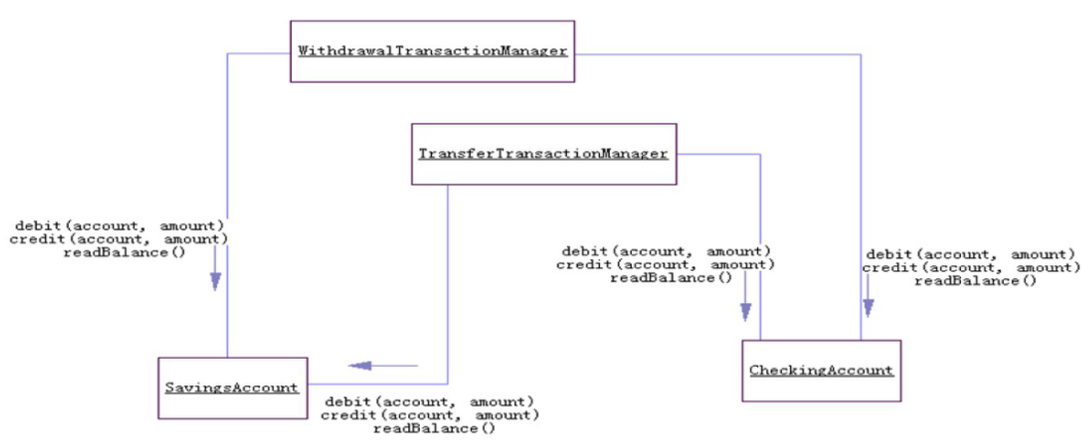 WithdrawalTransactionManager
TransferTransactionManager
debit(account, amount)
credit(account, amount)
readBalance()
debit(account, amount)
credit(account, amount)
readBalance()
debit(account, amount)
credit(account, amount)
readBalance()
SavingsAccount
CheckingAccount
debit(account, amount)
credit(account, amount)
readBalance()